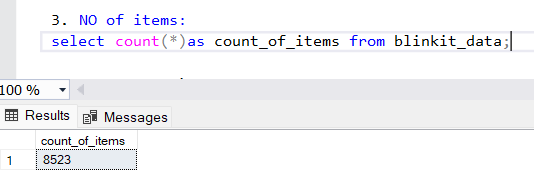 3. NO of items:
select count(*)as count_of_items from blinkit_data;
100 %
Results
Messages
count_of_items
1
8523